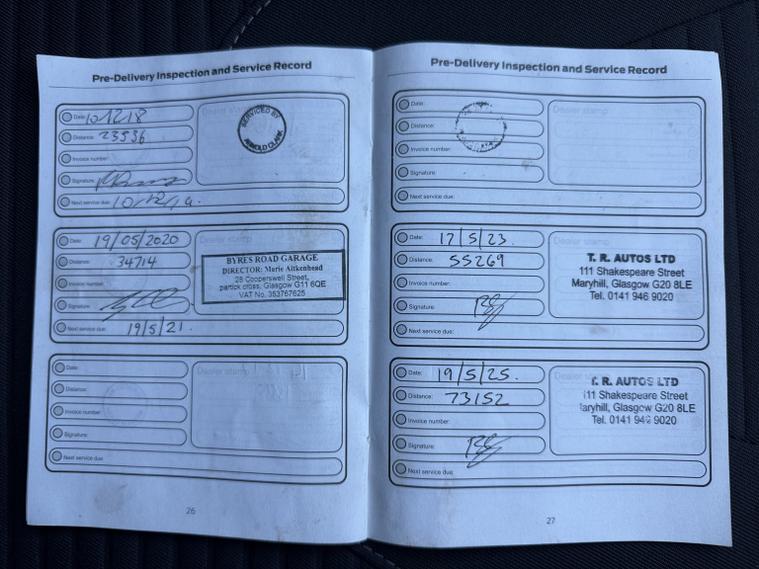 Pre-Delivery Inspection and Service Record
Date: 10/12/18
Dealer stamp
SERVICED BY
ARNOLD CLARK
Distance: 23536
Invoice number:
Signature:
Next service due: 10/12/19.
Date: 19/05/2020
Dealer stamp
Distance: 34714
BYRES ROAD GARAGE
DIRECTOR: Marie Aitkenhead
28 Cooperswell Street,
partick cross, Glasgow G11 6QE
VAT No. 353767625
Invoice number
Signature
Next service due: 19/5/21.
Date:
Dealer stamp
Distance:
Invoice number
Signature:
Next service due
26
Pre-Delivery Inspection and Service Record
Date:
Dealer stamp
Distance:
Invoice number:
Signature:
Next service due:
Date: 17/5/23.
Distance: 55269
T. R. AUTOS LTD
111 Shakespeare Street
Maryhill, Glasgow G20 8LE
Tel. 0141 946 9020
Invoice number:
Signature:
Next service due:
Date: 19/5/25.
Dealer
Distance: 73152
T. R. AUTOS LTD
111 Shakespeare Street
Maryhill, Glasgow G20 8LE
Tel. 0141 946 9020
Invoice number:
Signature:
Next service due:
27